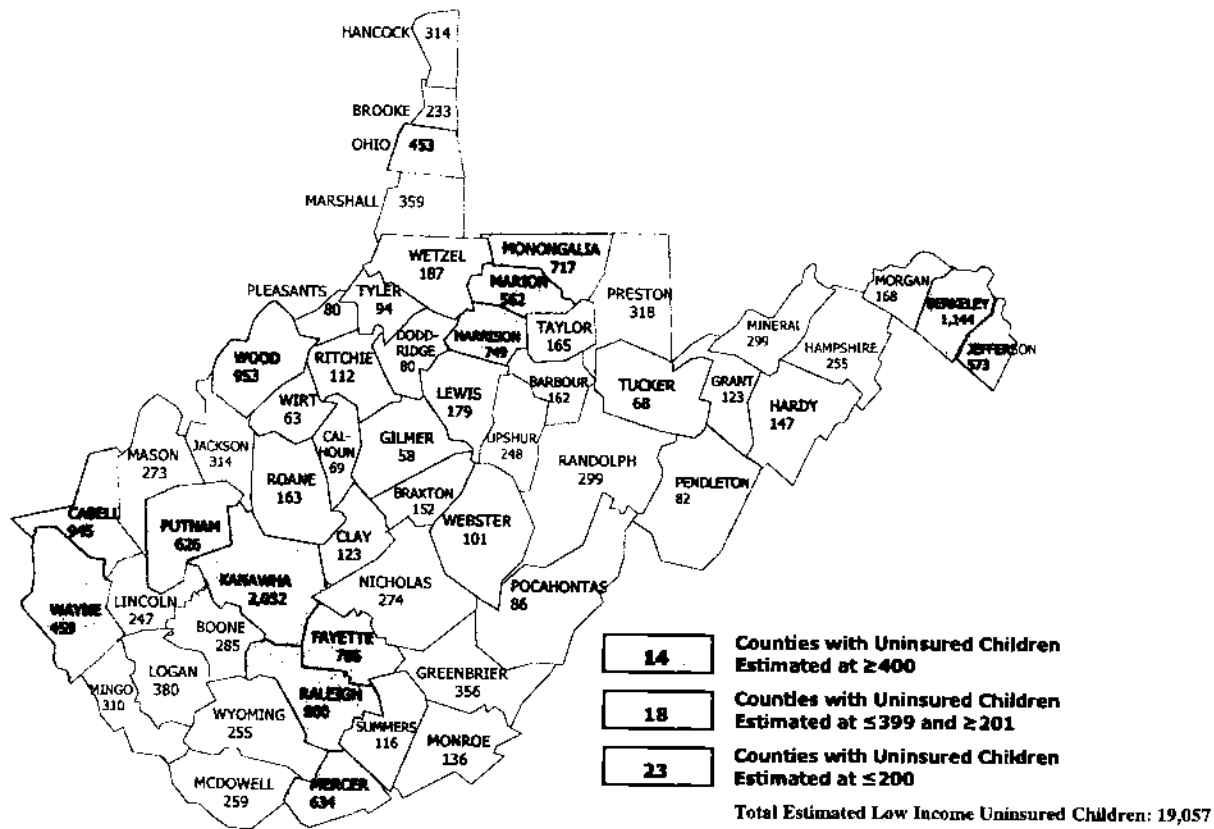 HANCOCK 314
BROOKE 233
OHIO 453
MARSHALL 359
WETZEL
187
MONONGALIA
717
MARION
562
PRESTON
318
MORGAN
168
BERKELEY
1,144
JEFFERSON
573
PLEASANTS
80
TYLER
94
DODD-
RIDGE
80
HARRISON
749
TAYLOR
165
MINERAL
299
HAMPSHIRE
255
WOOD
953
RITCHIE
112
BARBOUR
162
TUCKER
68
GRANT
123
HARDY
147
WIRT
63
LEWIS
179
CAL-
HOUN
69
GILMER
58
UPSHUR
248
RANDOLPH
299
PENDLETON
82
MASON
273
JACKSON
314
ROANE
163
BRAXTON
152
WEBSTER
101
CABELL
945
PUTNAM
626
CLAY
123
KANAWHA
2,052
NICHOLAS
274
POCAHONTAS
86
WAYNE
LINCOLN
247
BOONE
285
FAYETTE
GREENBRIER
356
MINGO
310
LOGAN
380
RALEIGH
800
WYOMING
255
SUMMERS
116
MONROE
136
MCDOWELL
259
MERCER
634
14 Counties with Uninsured Children
Estimated at ≥400
18 Counties with Uninsured Children
Estimated at ≤399 and ≥201
23 Counties with Uninsured Children
Estimated at ≤200
Total Estimated Low Income Uninsured Children: 19,057